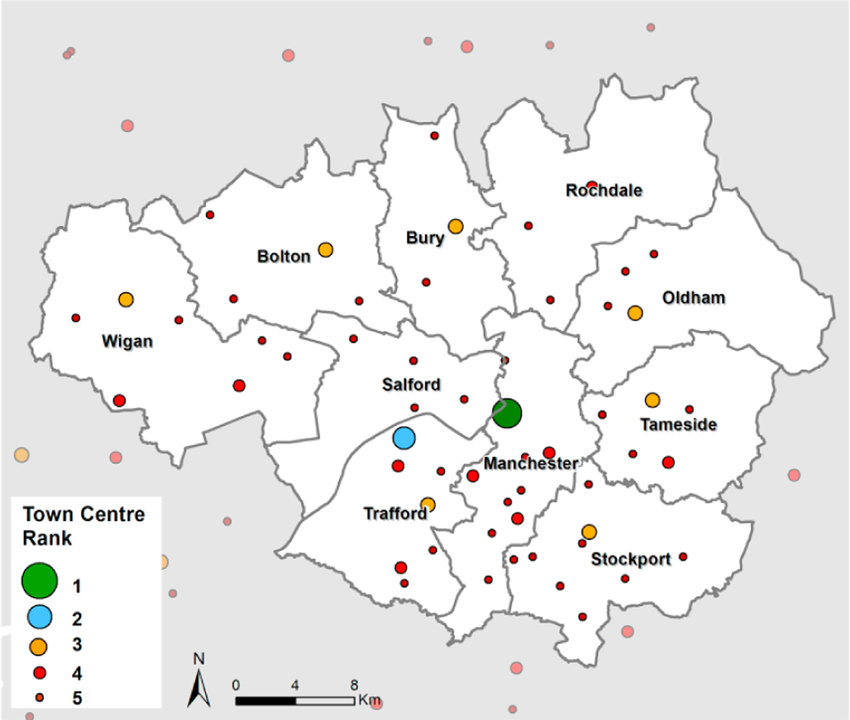 Rochdale
Bury
Bolton
Oldham
Wigan
Salford
Tameside
Manchester
Trafford
Stockport
Town Centre
Rank
1
2
3
4
5
N
0 4 8
Km